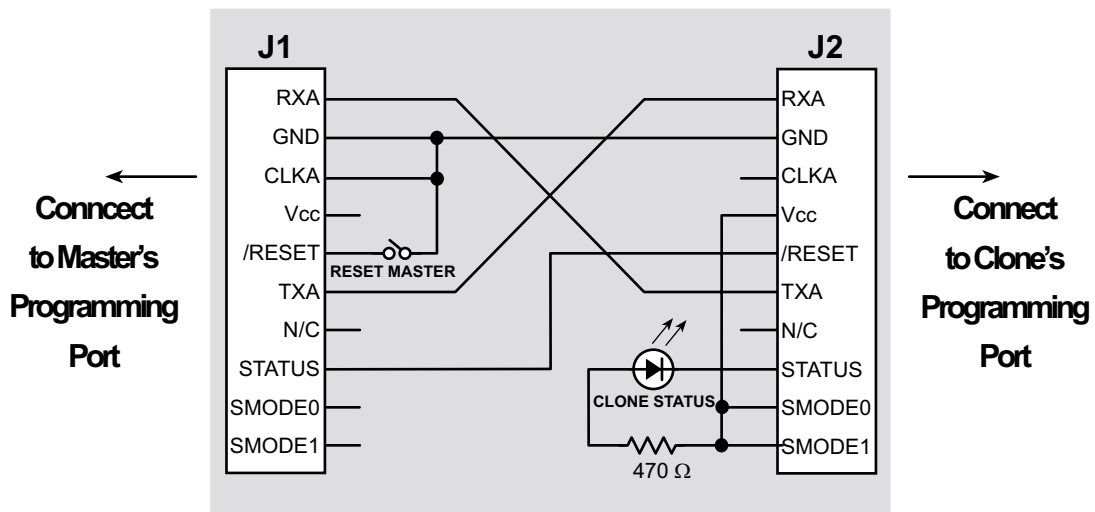 J1
J2
RXA
GND
CLKA
Vcc
/RESET
TXA
N/C
STATUS
SMODE0
SMODE1
RESET MASTER
RXA
GND
CLKA
Vcc
/RESET
TXA
N/C
STATUS
SMODE0
SMODE1
CLONE STATUS
470 Ω
Conncect
to Master's
Programming
Port
Connect
to Clone's
Programming
Port